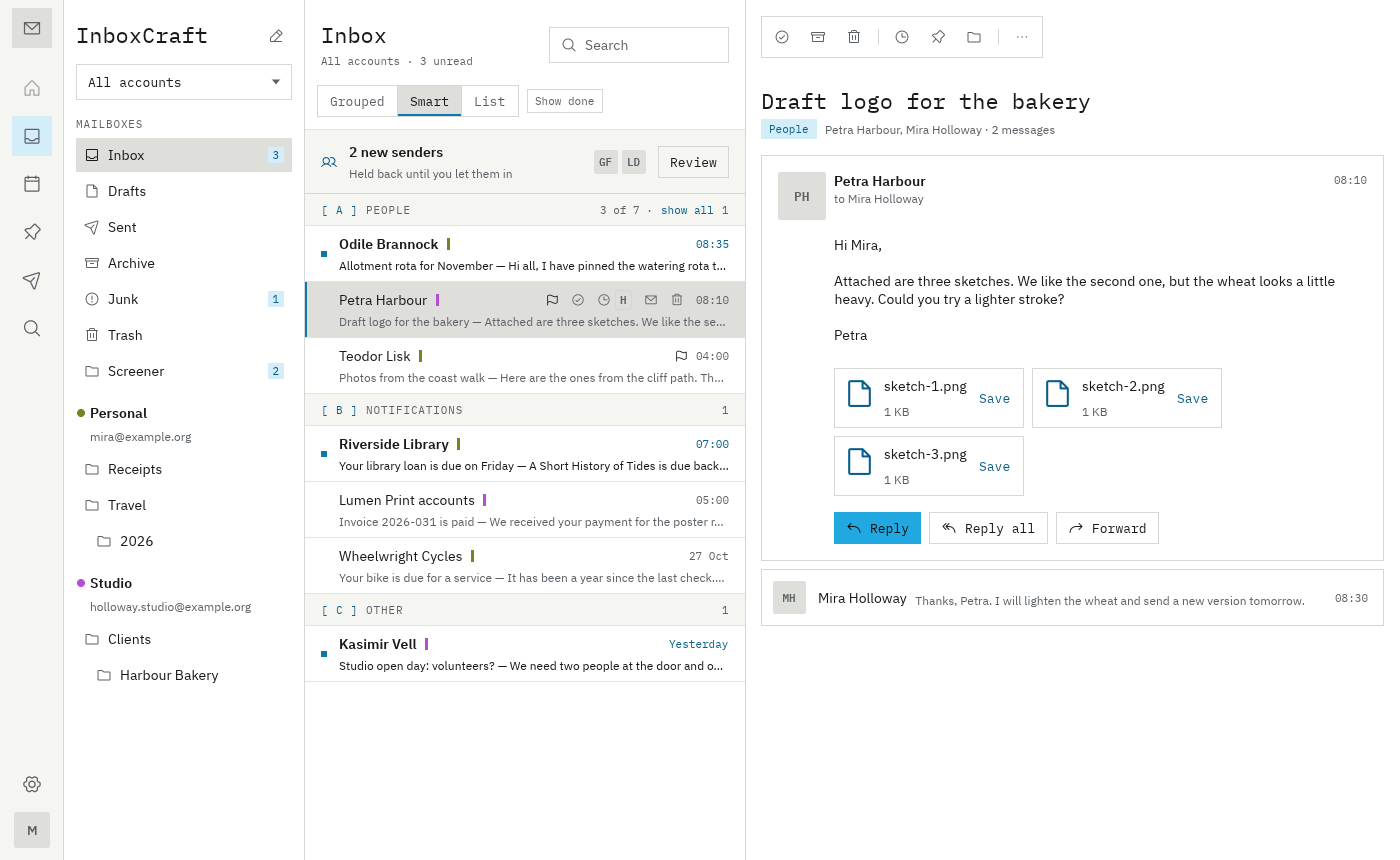 InboxCraft
All accounts
MAILBOXES
Inbox 3
Drafts
Sent
Archive
Junk 1
Trash
Screener 2
Personal
mira@example.org
Receipts
Travel
2026
Studio
holloway.studio@example.org
Clients
Harbour Bakery
M
Inbox
All accounts · 3 unread
Search
Grouped Smart List Show done
2 new senders
Held back until you let them in
GF LD Review
[ A ] PEOPLE 3 of 7 · show all 1
Odile Brannock 08:35
Allotment rota for November — Hi all, I have pinned the watering rota t…
Petra Harbour H 08:10
Draft logo for the bakery — Attached are three sketches. We like the se…
Teodor Lisk 04:00
Photos from the coast walk — Here are the ones from the cliff path. Th…
[ B ] NOTIFICATIONS 1
Riverside Library 07:00
Your library loan is due on Friday — A Short History of Tides is due back…
Lumen Print accounts 05:00
Invoice 2026-031 is paid — We received your payment for the poster r…
Wheelwright Cycles 27 Oct
Your bike is due for a service — It has been a year since the last check.…
[ C ] OTHER 1
Kasimir Vell Yesterday
Studio open day: volunteers? — We need two people at the door and o…
Draft logo for the bakery
People Petra Harbour, Mira Holloway · 2 messages
PH
Petra Harbour 08:10
to Mira Holloway
Hi Mira,
Attached are three sketches. We like the second one, but the wheat looks a little
heavy. Could you try a lighter stroke?
Petra
sketch-1.png
1 KB
Save
sketch-2.png
1 KB
Save
sketch-3.png
1 KB
Save
Reply Reply all Forward
MH Mira Holloway Thanks, Petra. I will lighten the wheat and send a new version tomorrow. 08:30